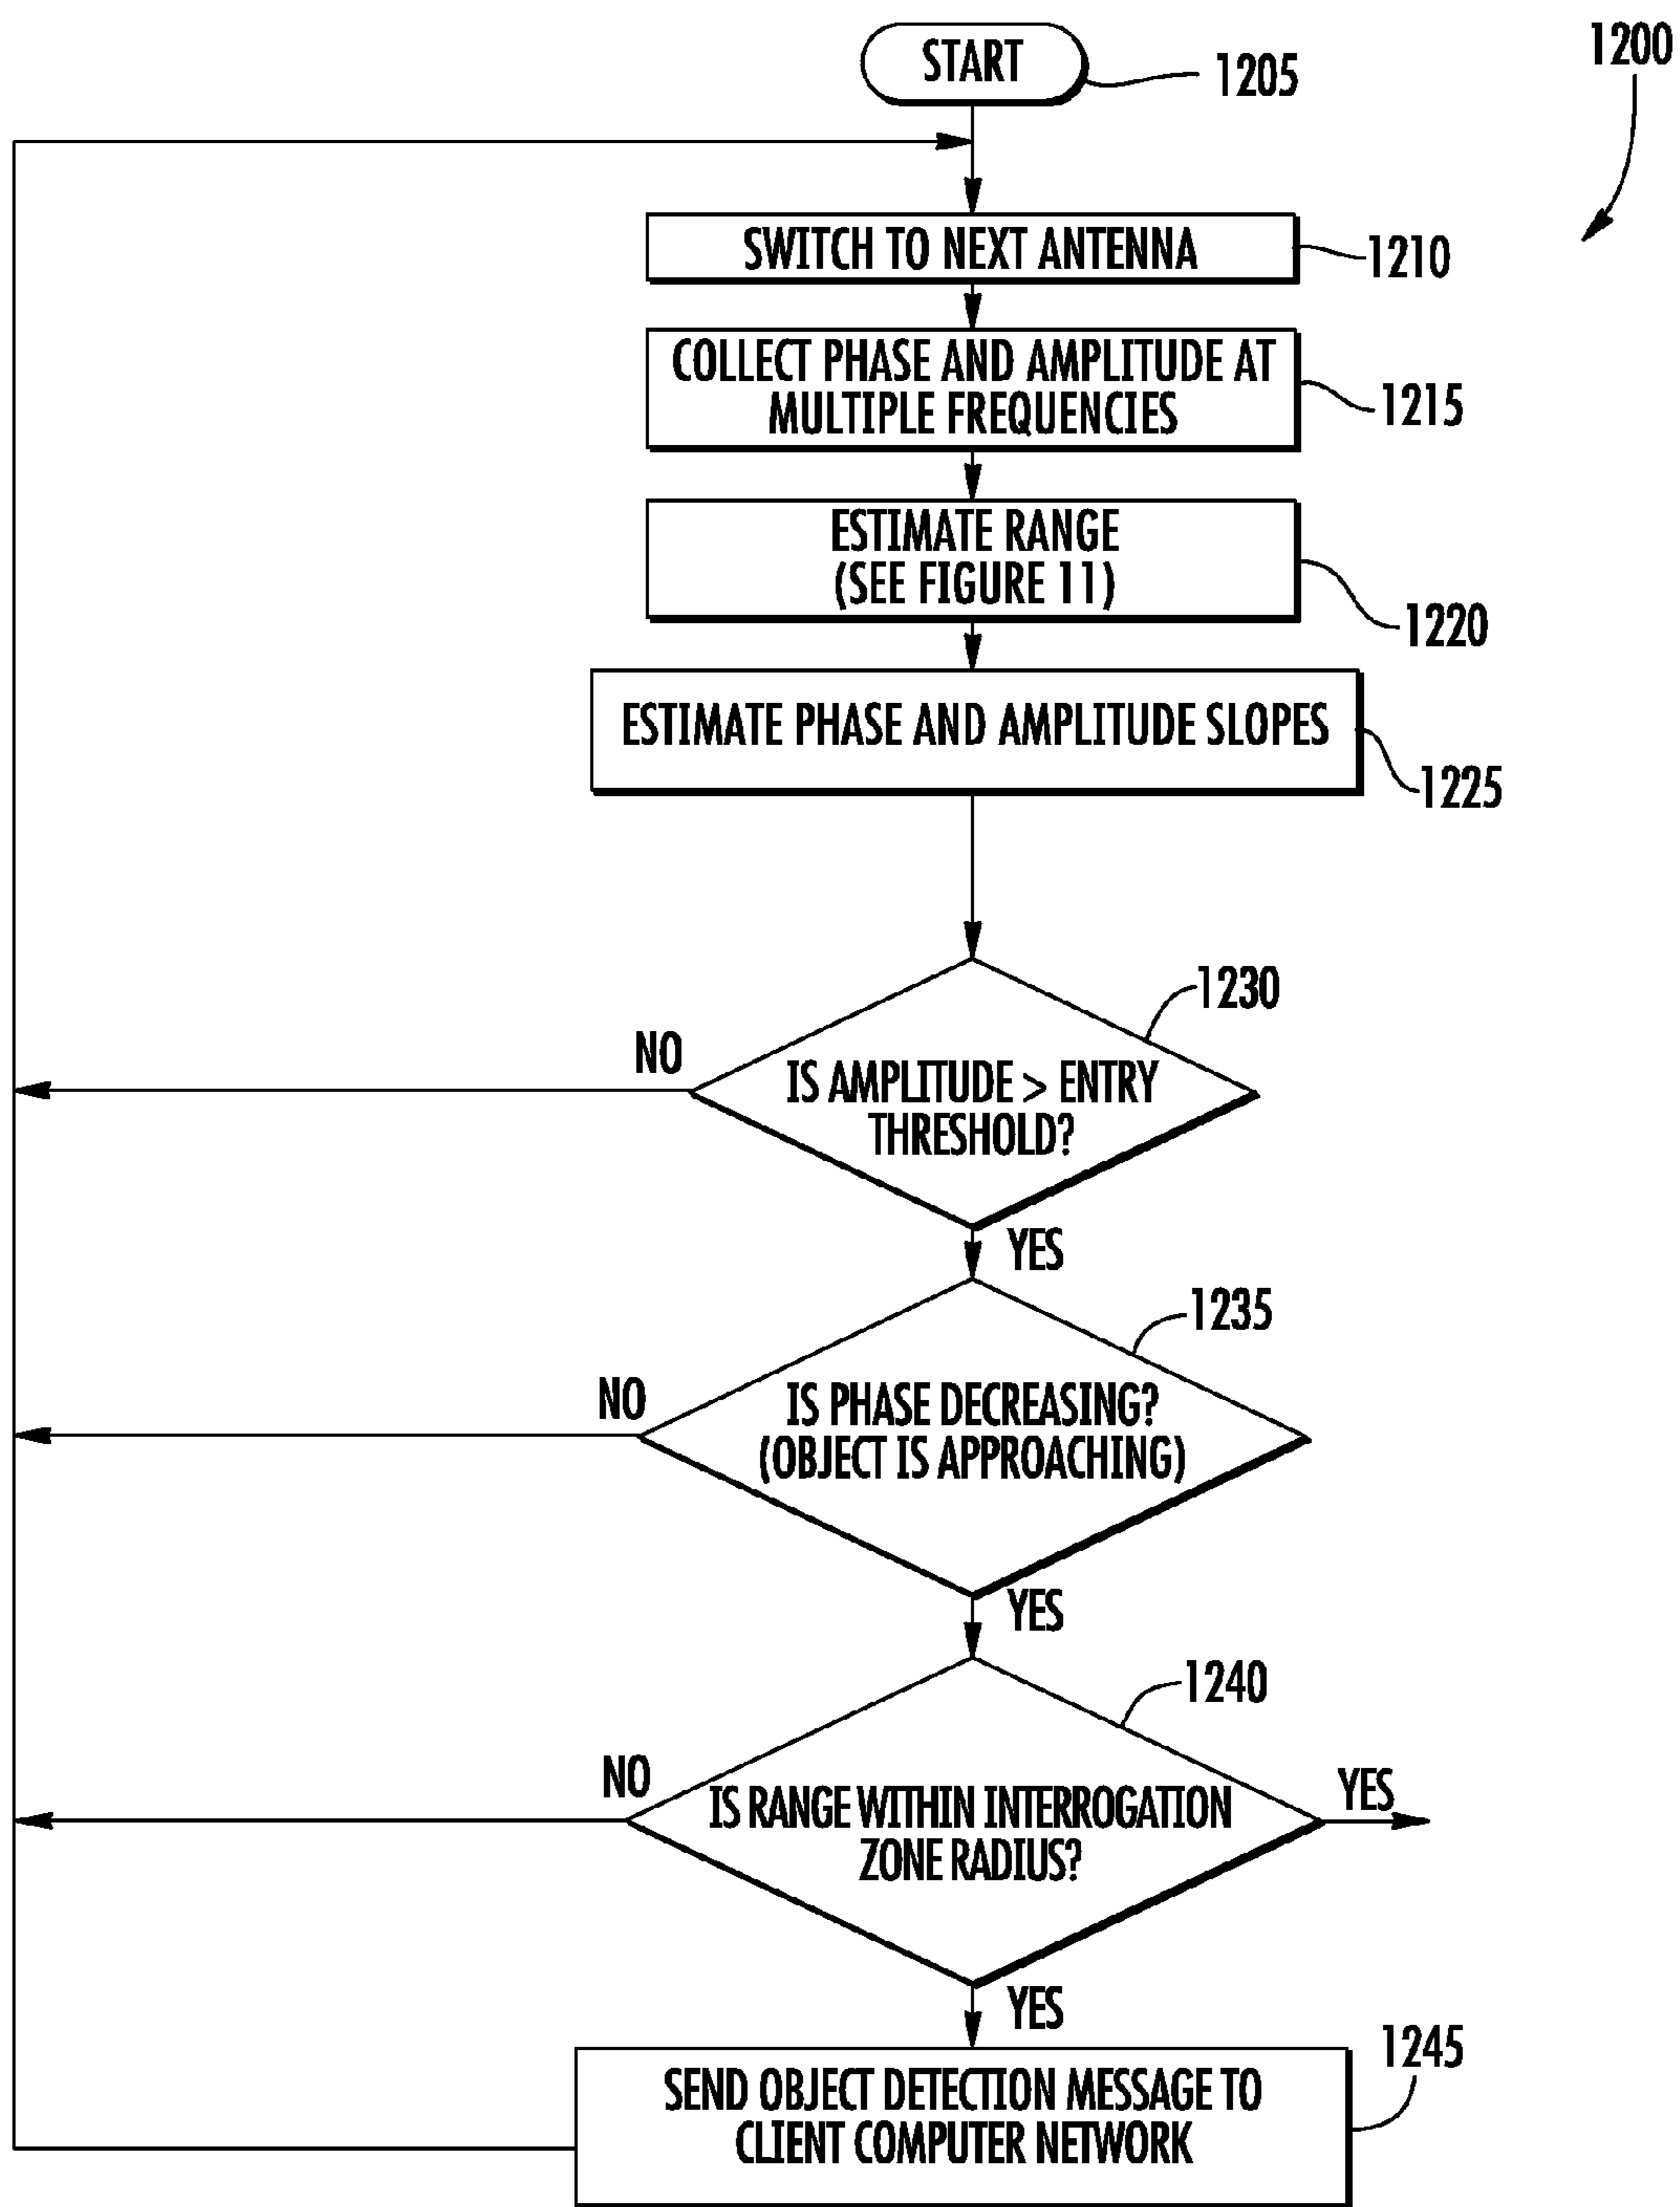 START
1205
1200
SWITCH TO NEXT ANTENNA
1210
COLLECT PHASE AND AMPLITUDE AT
MULTIPLE FREQUENCIES
1215
ESTIMATE RANGE
(SEE FIGURE 11)
1220
ESTIMATE PHASE AND AMPLITUDE SLOPES
1225
1230
NO
IS AMPLITUDE > ENTRY
THRESHOLD?
YES
1235
NO
IS PHASE DECREASING?
(OBJECT IS APPROACHING)
YES
1240
NO
IS RANGE WITHIN INTERROGATION
ZONE RADIUS?
YES
YES
1245
SEND OBJECT DETECTION MESSAGE TO
CLIENT COMPUTER NETWORK